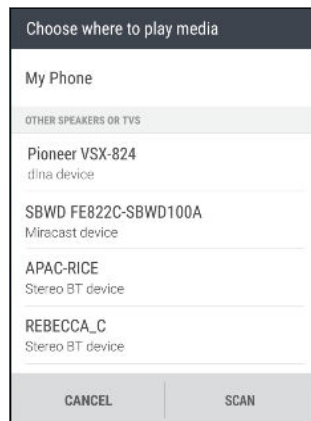 Choose where to play media
My Phone
OTHER SPEAKERS OR TVS
Pioneer VSX-824
dlna device
SBWD FE822C-SBWD100A
Miracast device
APAC-RICE
Stereo BT device
REBECCA_C
Stereo BT device
CANCEL SCAN